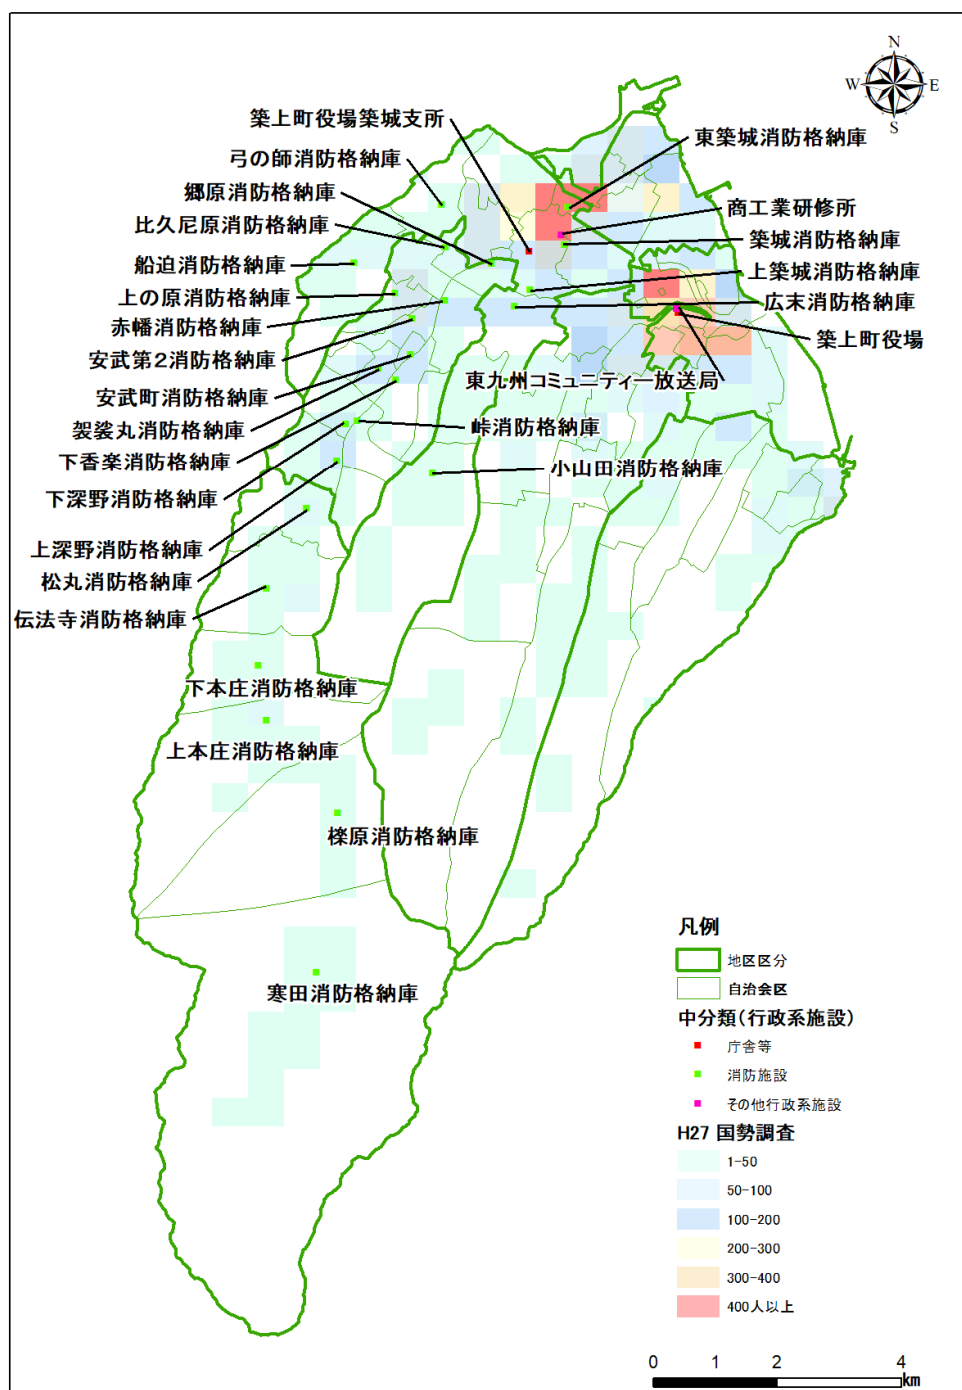 N
W
E
S
築上町役場築城支所
弓の師消防格納庫
郷原消防格納庫
比久尼原消防格納庫
船迫消防格納庫
上の原消防格納庫
赤幡消防格納庫
安武第2消防格納庫
安武町消防格納庫
袈裟丸消防格納庫
下香楽消防格納庫
下深野消防格納庫
上深野消防格納庫
松丸消防格納庫
伝法寺消防格納庫
東築城消防格納庫
商工業研修所
築城消防格納庫
上築城消防格納庫
広末消防格納庫
築上町役場
東九州コミュニティー放送局
峠消防格納庫
小山田消防格納庫
下本庄消防格納庫
上本庄消防格納庫
櫟原消防格納庫
寒田消防格納庫
凡例
地区区分
自治会区
中分類(行政系施設)
庁舎等
消防施設
その他行政系施設
H27 国勢調査
1-50
50-100
100-200
200-300
300-400
400人以上
0 1 2 4
km